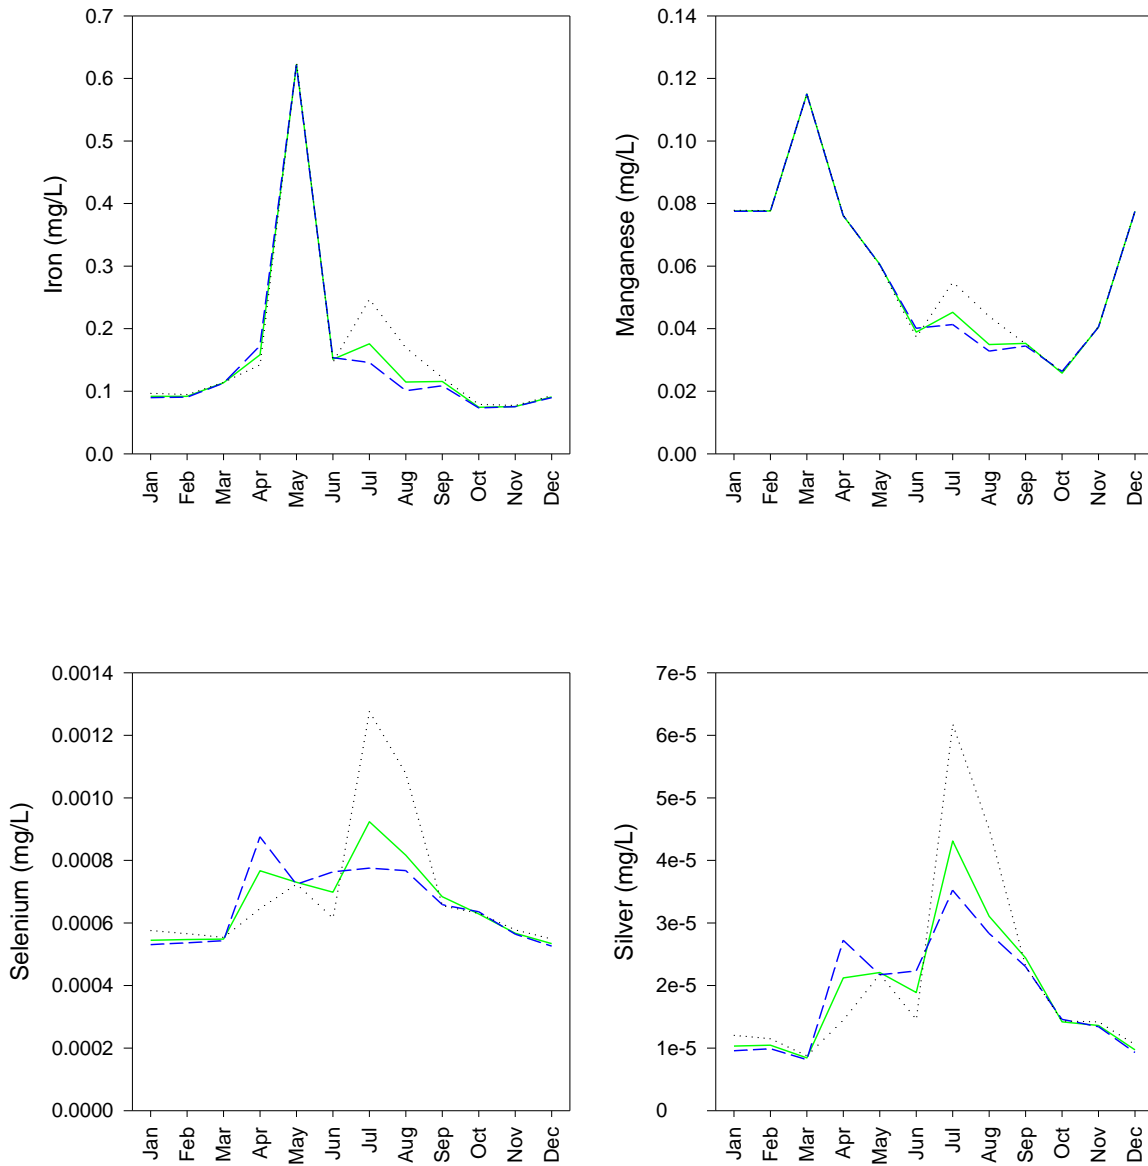 0.7
0.6
0.5
0.4
0.3
0.2
0.1
0.0
Iron (mg/L)
Jan
Feb
Mar
Apr
May
Jun
Jul
Aug
Sep
Oct
Nov
Dec
0.14
0.12
0.10
0.08
0.06
0.04
0.02
0.00
Manganese (mg/L)
Jan
Feb
Mar
Apr
May
Jun
Jul
Aug
Sep
Oct
Nov
Dec
0.0014
0.0012
0.0010
0.0008
0.0006
0.0004
0.0002
0.0000
Selenium (mg/L)
Jan
Feb
Mar
Apr
May
Jun
Jul
Aug
Sep
Oct
Nov
Dec
7e-5
6e-5
5e-5
4e-5
3e-5
2e-5
1e-5
0
Silver (mg/L)
Jan
Feb
Mar
Apr
May
Jun
Jul
Aug
Sep
Oct
Nov
Dec